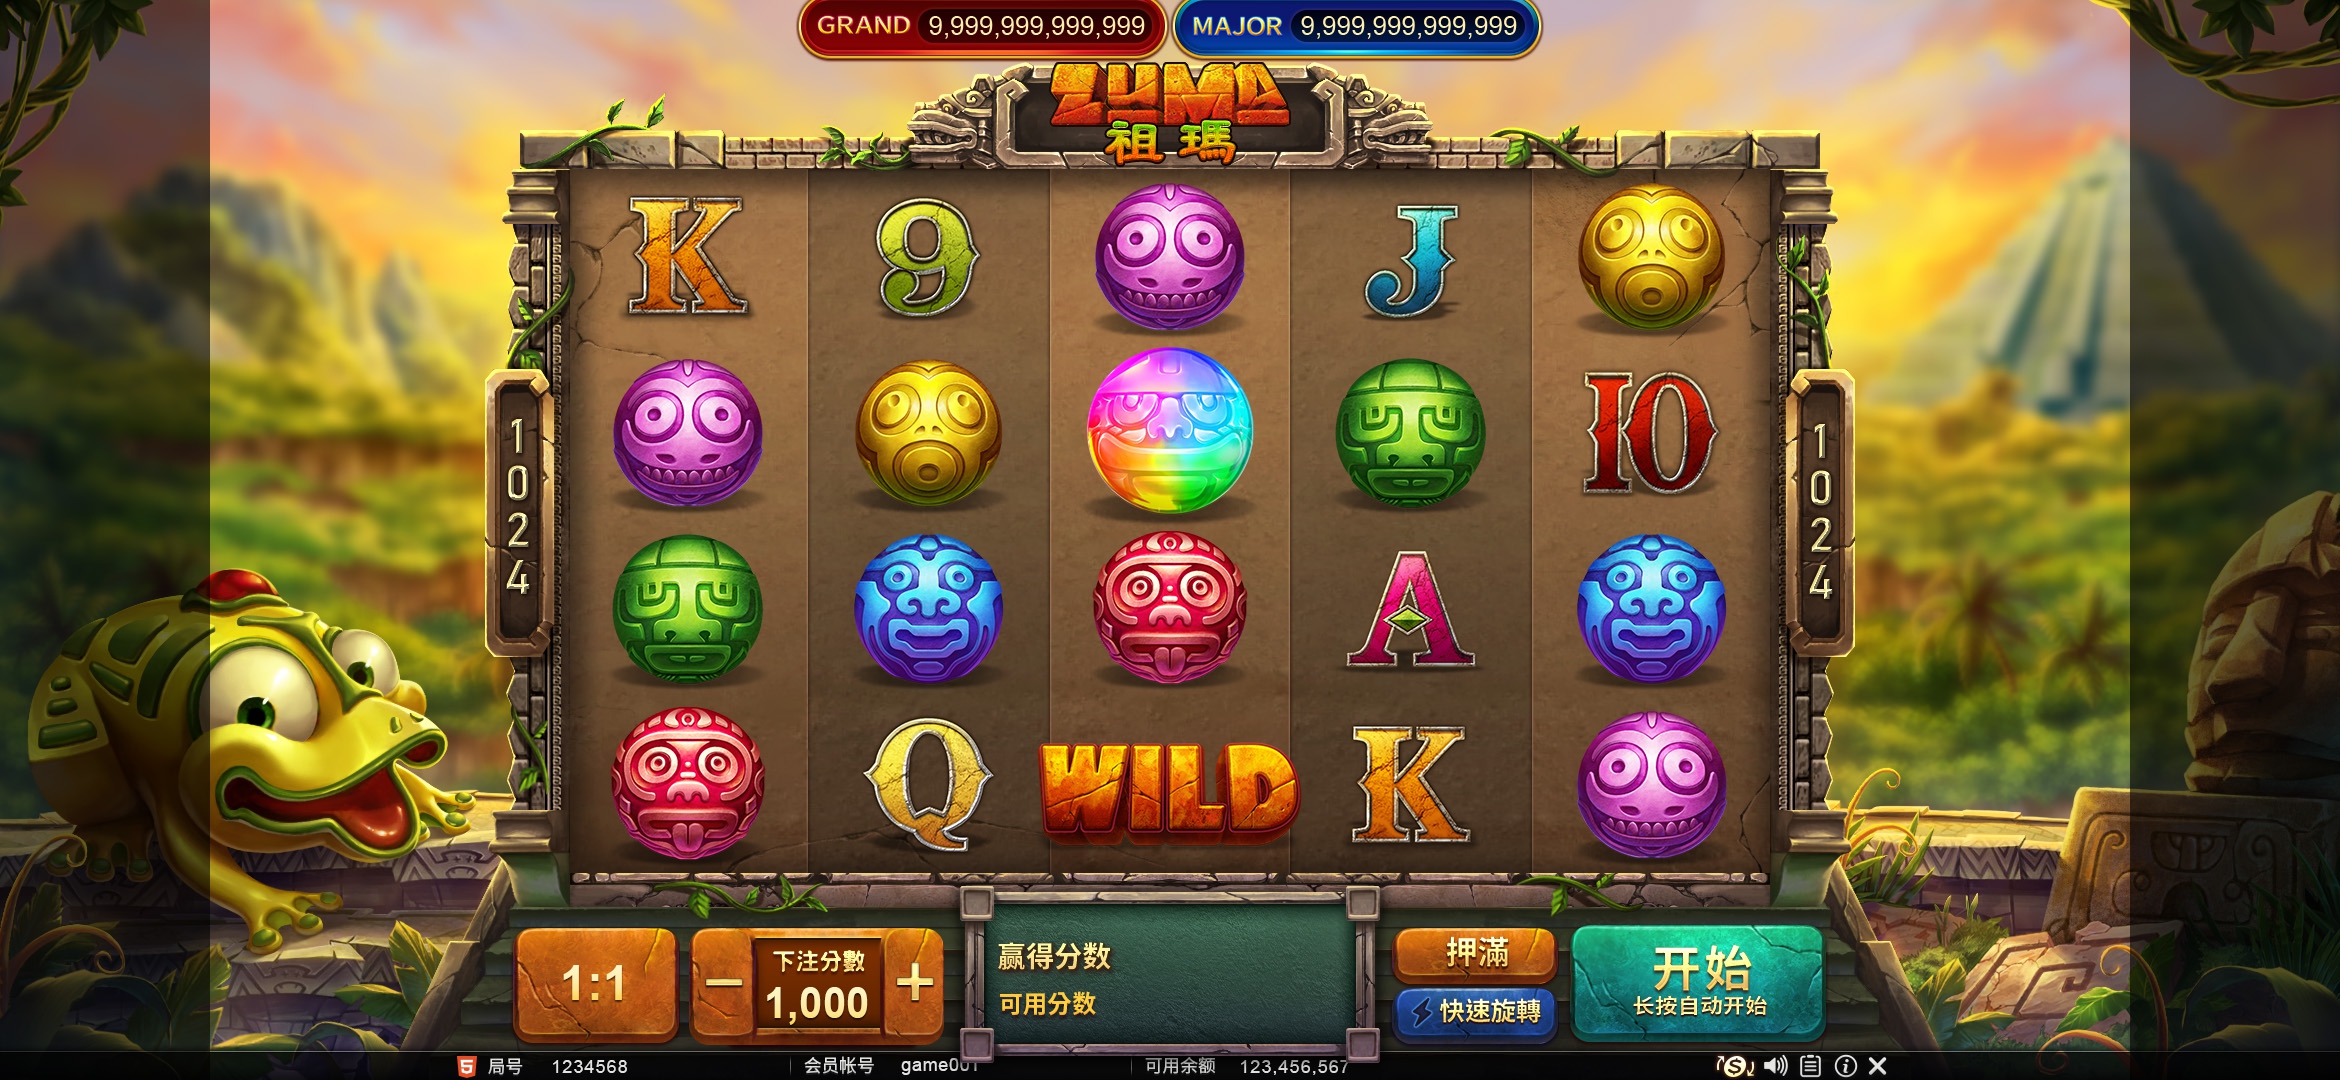 GRAND 9,999,999,999,999 MAJOR 9,999,999,999,999
ZUMA
祖瑪
K 9 J
10
A
Q WILD K
1024
1024
1:1
− 下注分數 +
1,000
赢得分数
可用分数
押滿
快速旋轉
开始
长按自动开始
局号 1234568 会员帐号 game001 可用余额 123,456,567